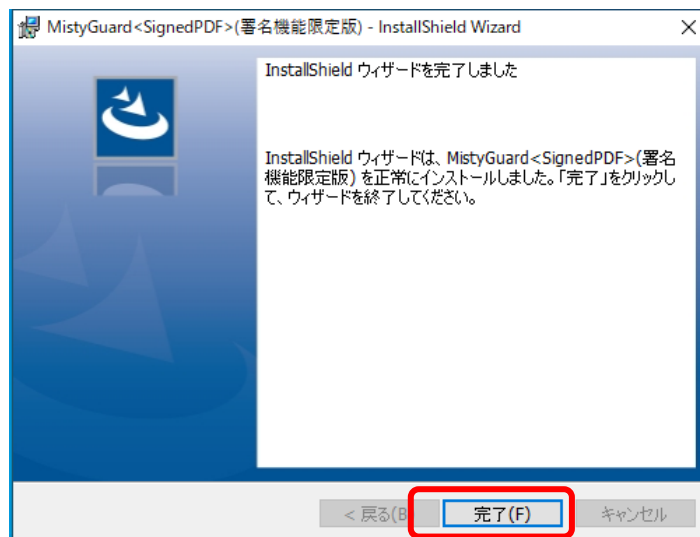 MistyGuard<SignedPDF>(署名機能限定版) - InstallShield Wizard
InstallShield ウィザードを完了しました
InstallShield ウィザードは、MistyGuard<SignedPDF>(署名
機能限定版) を正常にインストールしました。「完了」をクリックし
て、ウィザードを終了してください。
< 戻る(B
完了(F)
キャンセル